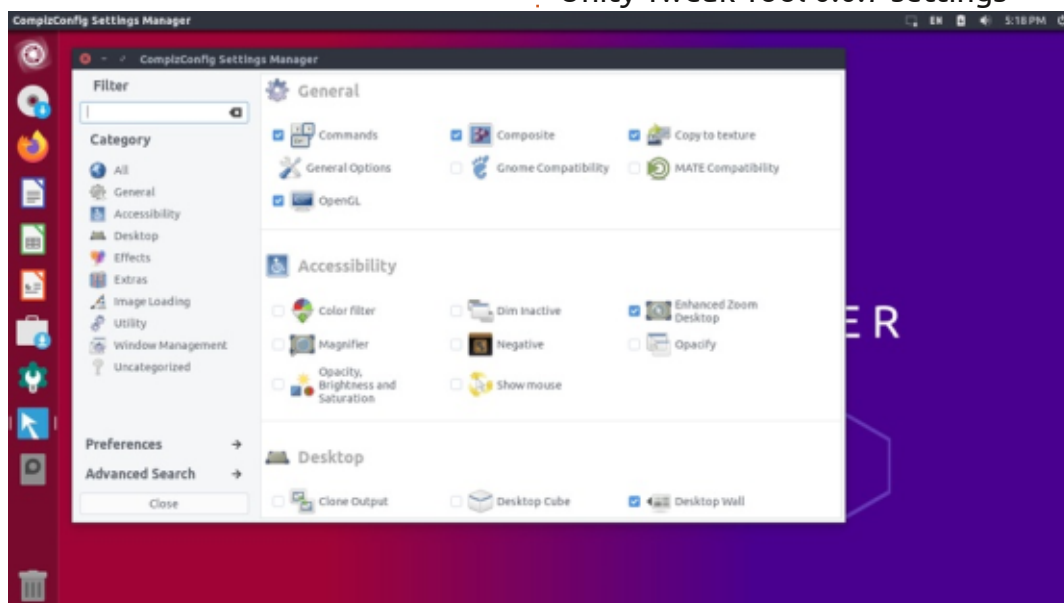 Unity Tweak Tool 0.0.7 settings
CompizConfig Settings Manager
EN
5:18 PM
CompizConfig Settings Manager
Filter
Category
All
General
Accessibility
Desktop
Effects
Extras
Image Loading
Utility
Window Management
Uncategorized
Preferences
Advanced Search
Close
General
Commands
Composite
Copy to texture
General Options
Gnome Compatibility
MATE Compatibility
OpenGL
Accessibility
Color filter
Dim Inactive
Enhanced Zoom
Desktop
Magnifier
Negative
Opacify
Opacity,
Brightness and
Saturation
Show mouse
Desktop
Clone Output
Desktop Cube
Desktop Wall
ER